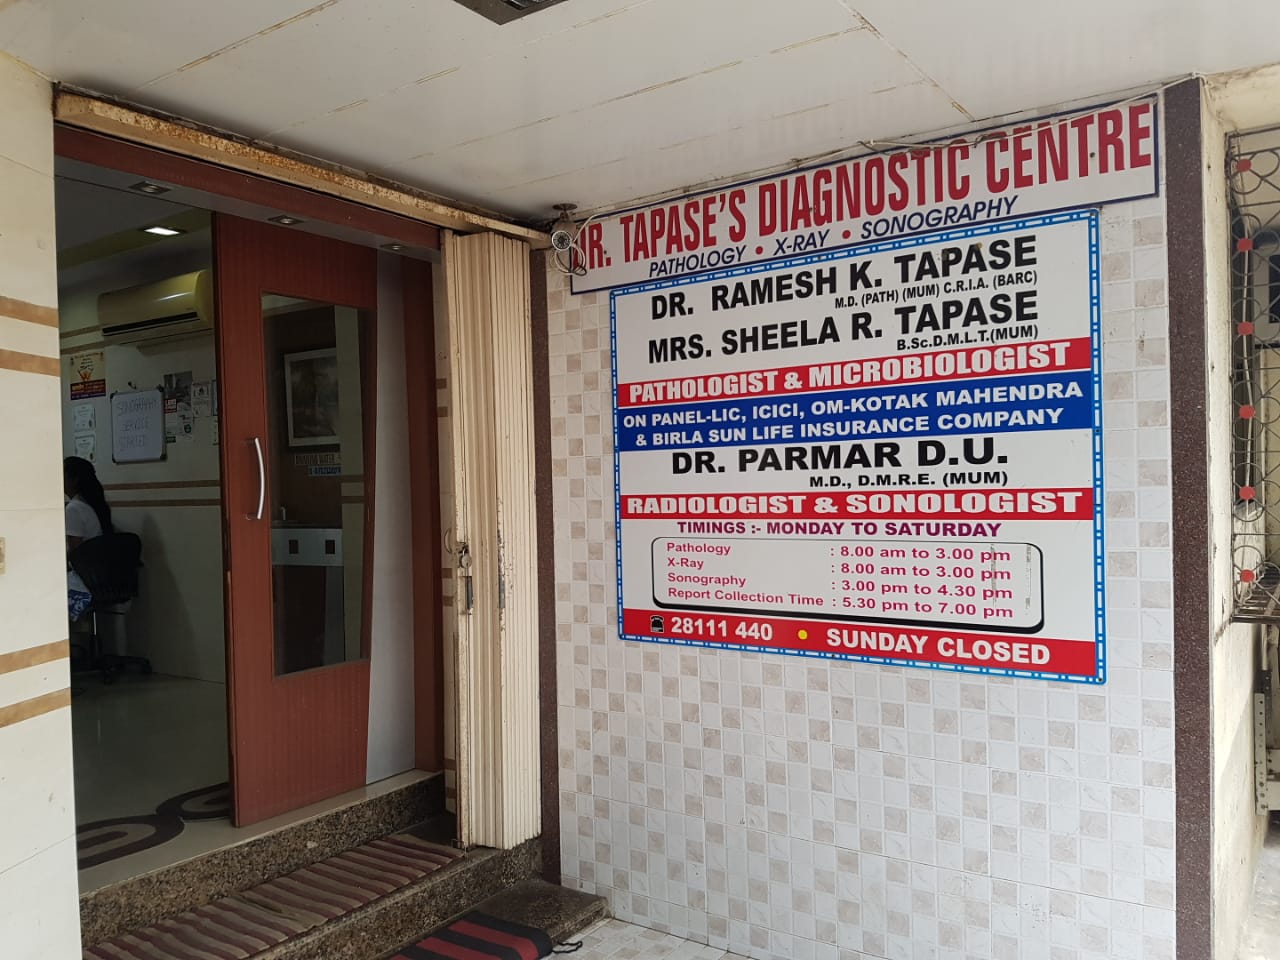 DR. TAPASE'S DIAGNOSTIC CENTRE
PATHOLOGY • X-RAY • SONOGRAPHY
DR. RAMESH K. TAPASE
M.D. (PATH) (MUM) C.R.I.A. (BARC)
MRS. SHEELA R. TAPASE
B.Sc.D.M.L.T.(MUM)
PATHOLOGIST & MICROBIOLOGIST
ON PANEL-LIC, ICICI, OM-KOTAK MAHENDRA
& BIRLA SUN LIFE INSURANCE COMPANY
DR. PARMAR D.U.
M.D., D.M.R.E. (MUM)
RADIOLOGIST & SONOLOGIST
TIMINGS :- MONDAY TO SATURDAY
Pathology : 8.00 am to 3.00 pm
X-Ray : 8.00 am to 3.00 pm
Sonography : 3.00 pm to 4.30 pm
Report Collection Time : 5.30 pm to 7.00 pm
28111 440 • SUNDAY CLOSED
SONOGRAPHY
SERVICE
STARTED